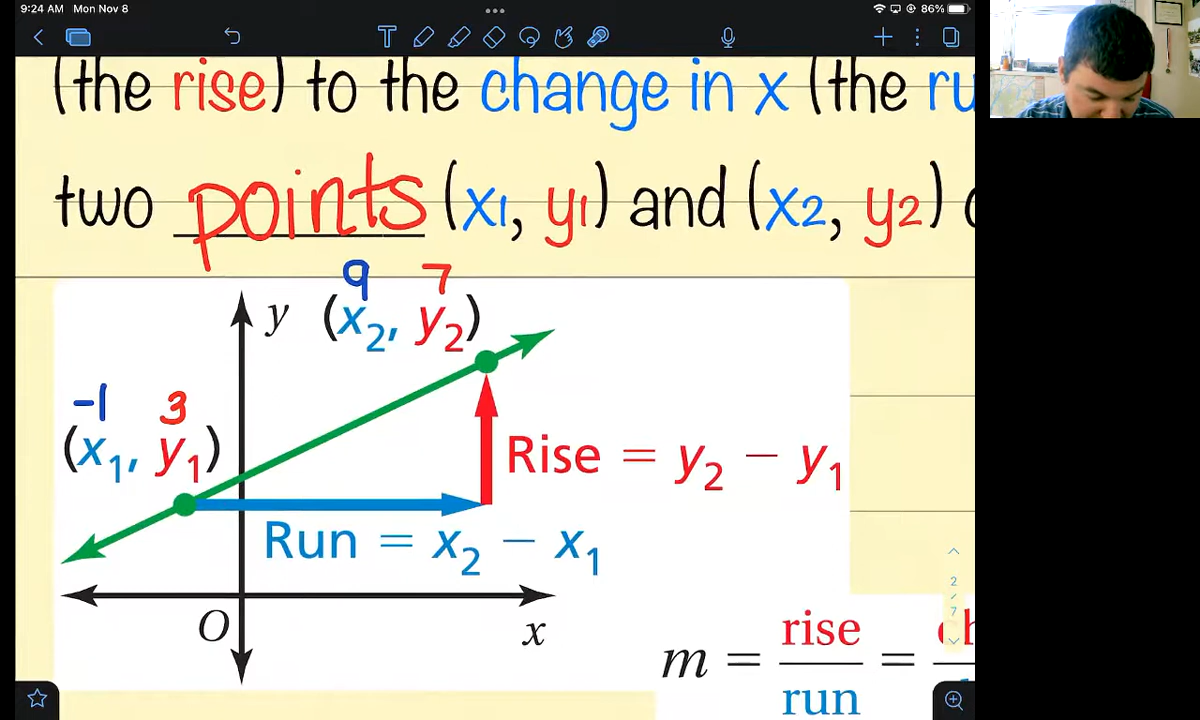 9:24 AM Mon Nov 8
86%
T
(the rise) to the change in x (the ru
two points (x1, y1) and (x2, y2)
9 7
y (x2, y2)
-1 3
(x1, y1)
Rise = y2 − y1
Run = x2 − x1
O x
2
/
7
m = rise =
run